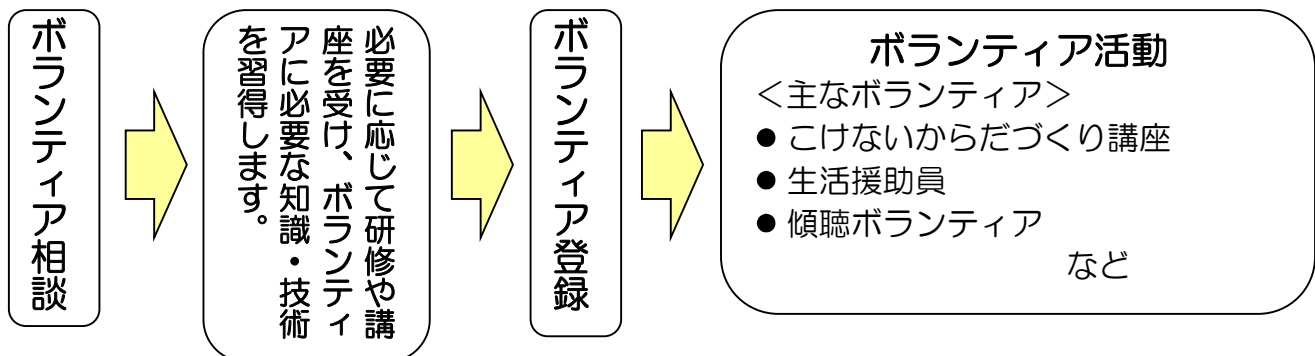 ボランティア相談
必要に応じて研修や講
座を受け、ボランティ
アに必要な知識・技術
を習得します。
ボランティア登録
ボランティア活動
＜主なボランティア＞
● こけないからだづくり講座
● 生活援助員
● 傾聴ボランティア
など